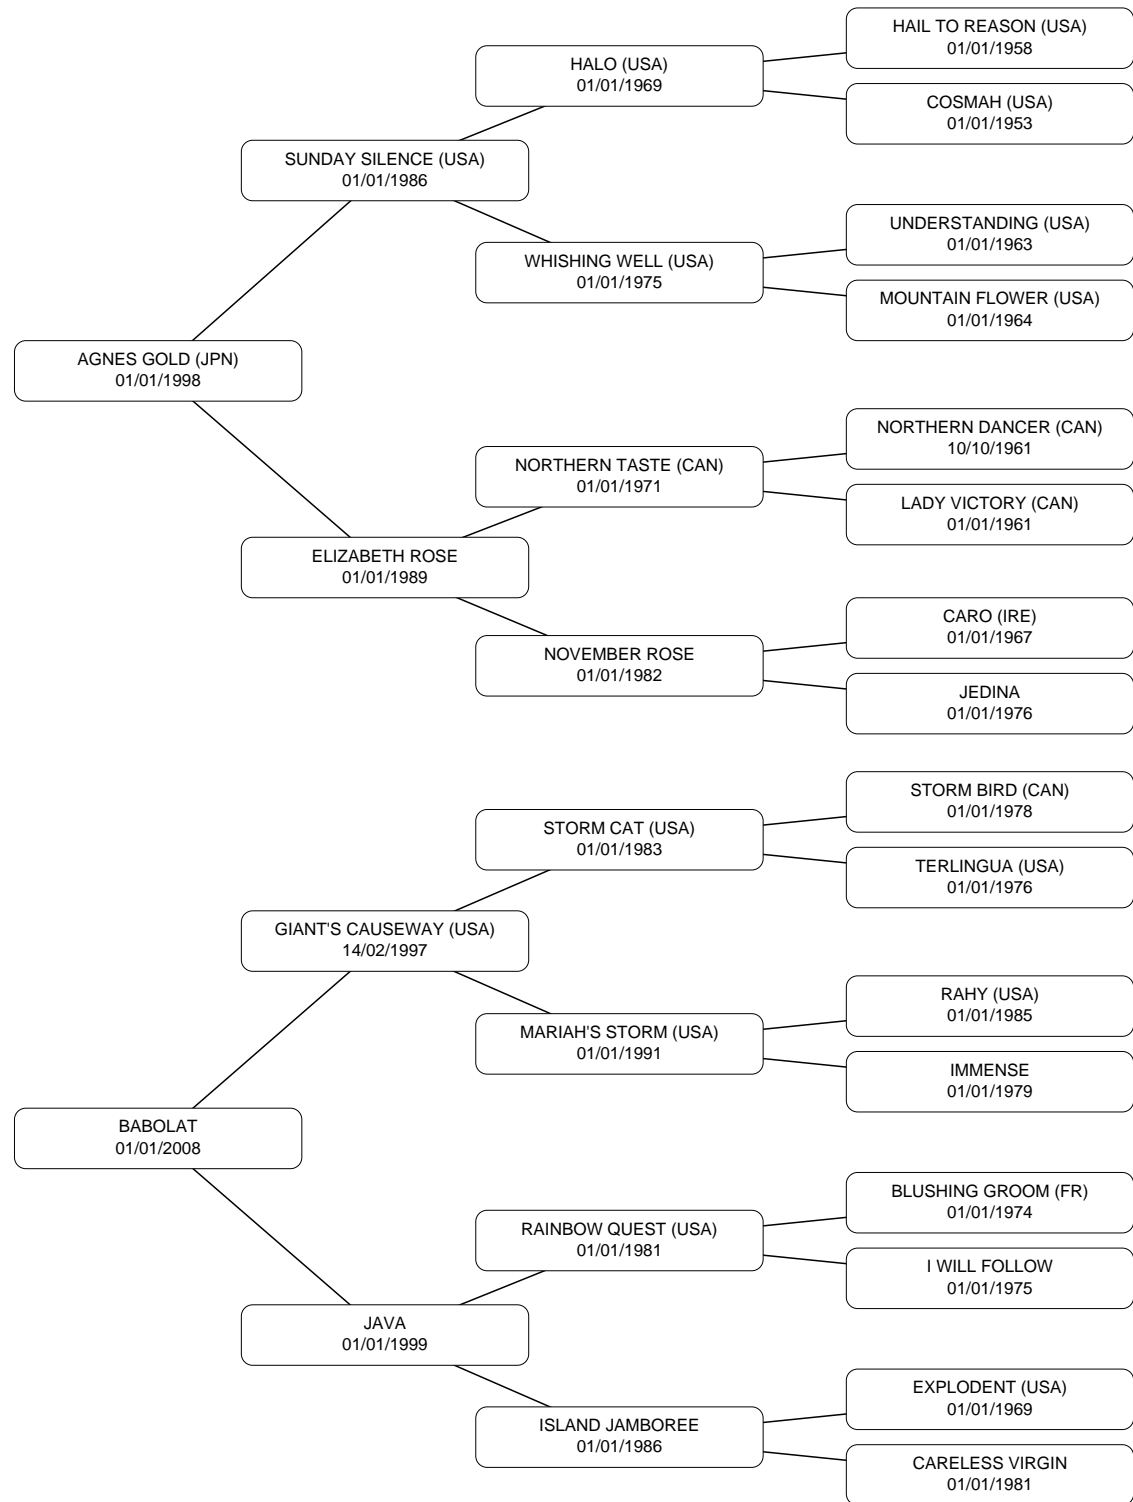 HAIL TO REASON (USA)
01/01/1958
HALO (USA)
01/01/1969
COSMAH (USA)
01/01/1953
SUNDAY SILENCE (USA)
01/01/1986
UNDERSTANDING (USA)
01/01/1963
WHISHING WELL (USA)
01/01/1975
MOUNTAIN FLOWER (USA)
01/01/1964
AGNES GOLD (JPN)
01/01/1998
NORTHERN DANCER (CAN)
10/10/1961
NORTHERN TASTE (CAN)
01/01/1971
LADY VICTORY (CAN)
01/01/1961
ELIZABETH ROSE
01/01/1989
CARO (IRE)
01/01/1967
NOVEMBER ROSE
01/01/1982
JEDINA
01/01/1976
STORM BIRD (CAN)
01/01/1978
STORM CAT (USA)
01/01/1983
TERLINGUA (USA)
01/01/1976
GIANT'S CAUSEWAY (USA)
14/02/1997
RAHY (USA)
01/01/1985
MARIAH'S STORM (USA)
01/01/1991
IMMENSE
01/01/1979
BABOLAT
01/01/2008
BLUSHING GROOM (FR)
01/01/1974
RAINBOW QUEST (USA)
01/01/1981
I WILL FOLLOW
01/01/1975
JAVA
01/01/1999
EXPLODENT (USA)
01/01/1969
ISLAND JAMBOREE
01/01/1986
CARELESS VIRGIN
01/01/1981